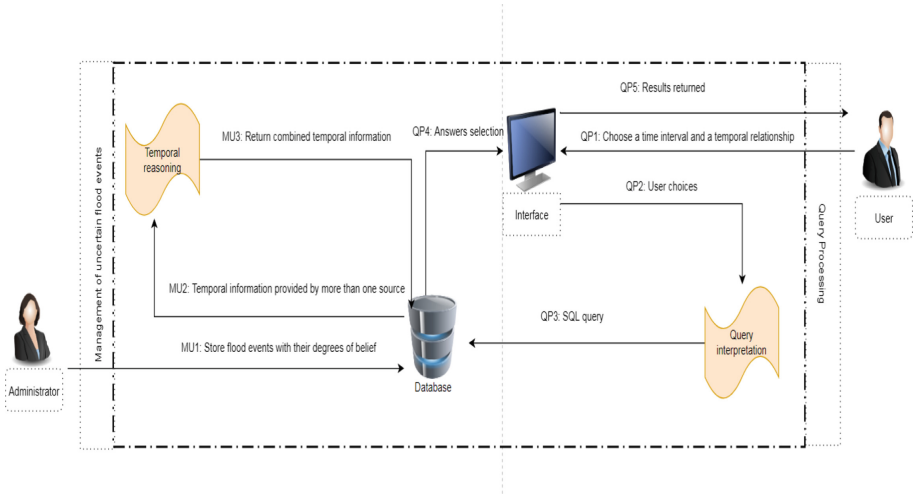 QP5: Results returned
MU3: Return combined temporal information
QP4: Answers selection
QP1: Choose a time interval and a temporal relationship
Temporal
reasoning
QP2: User choices
Interface
User
Management of uncertain flood events
Query Processing
MU2: Temporal information provided by more than one source
QP3: SQL query
Query
interpretation
MU1: Store flood events with their degrees of belief
Database
Administrator